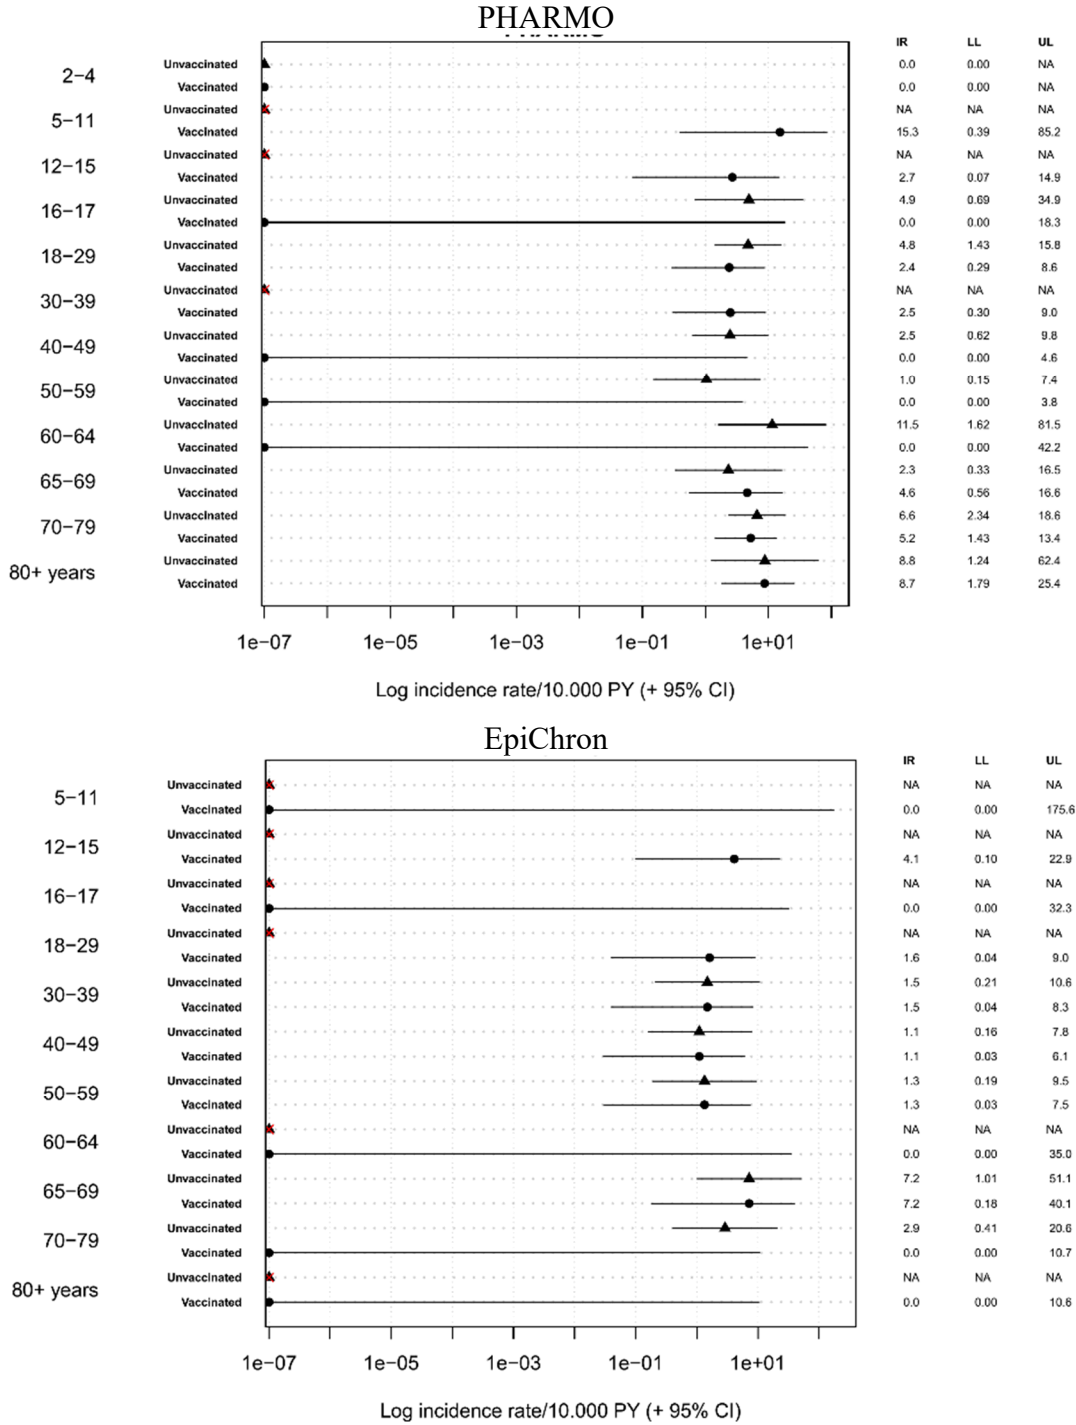 PHARMO
IR LL UL
2−4
Unvaccinated 0.0 0.00 NA
Vaccinated 0.0 0.00 NA
5−11
Unvaccinated NA NA NA
Vaccinated 15.3 0.39 85.2
12−15
Unvaccinated NA NA NA
Vaccinated 2.7 0.07 14.9
16−17
Unvaccinated 4.9 0.69 34.9
Vaccinated 0.0 0.00 18.3
18−29
Unvaccinated 4.8 1.43 15.8
Vaccinated 2.4 0.29 8.6
30−39
Unvaccinated NA NA NA
Vaccinated 2.5 0.30 9.0
40−49
Unvaccinated 2.5 0.62 9.8
Vaccinated 0.0 0.00 4.6
50−59
Unvaccinated 1.0 0.15 7.4
Vaccinated 0.0 0.00 3.8
60−64
Unvaccinated 11.5 1.62 81.5
Vaccinated 0.0 0.00 42.2
65−69
Unvaccinated 2.3 0.33 16.5
Vaccinated 4.6 0.56 16.6
70−79
Unvaccinated 6.6 2.34 18.6
Vaccinated 5.2 1.43 13.4
80+ years
Unvaccinated 8.8 1.24 62.4
Vaccinated 8.7 1.79 25.4
1e−07 1e−05 1e−03 1e−01 1e+01
Log incidence rate/10.000 PY (+ 95% CI)
EpiChron
IR LL UL
5−11
Unvaccinated NA NA NA
Vaccinated 0.0 0.00 175.6
12−15
Unvaccinated NA NA NA
Vaccinated 4.1 0.10 22.9
16−17
Unvaccinated NA NA NA
Vaccinated 0.0 0.00 32.3
18−29
Unvaccinated NA NA NA
Vaccinated 1.6 0.04 9.0
30−39
Unvaccinated 1.5 0.21 10.6
Vaccinated 1.5 0.04 8.3
40−49
Unvaccinated 1.1 0.16 7.8
Vaccinated 1.1 0.03 6.1
50−59
Unvaccinated 1.3 0.19 9.5
Vaccinated 1.3 0.03 7.5
60−64
Unvaccinated NA NA NA
Vaccinated 0.0 0.00 35.0
65−69
Unvaccinated 7.2 1.01 51.1
Vaccinated 7.2 0.18 40.1
70−79
Unvaccinated 2.9 0.41 20.6
Vaccinated 0.0 0.00 10.7
80+ years
Unvaccinated NA NA NA
Vaccinated 0.0 0.00 10.6
1e−07 1e−05 1e−03 1e−01 1e+01
Log incidence rate/10.000 PY (+ 95% CI)